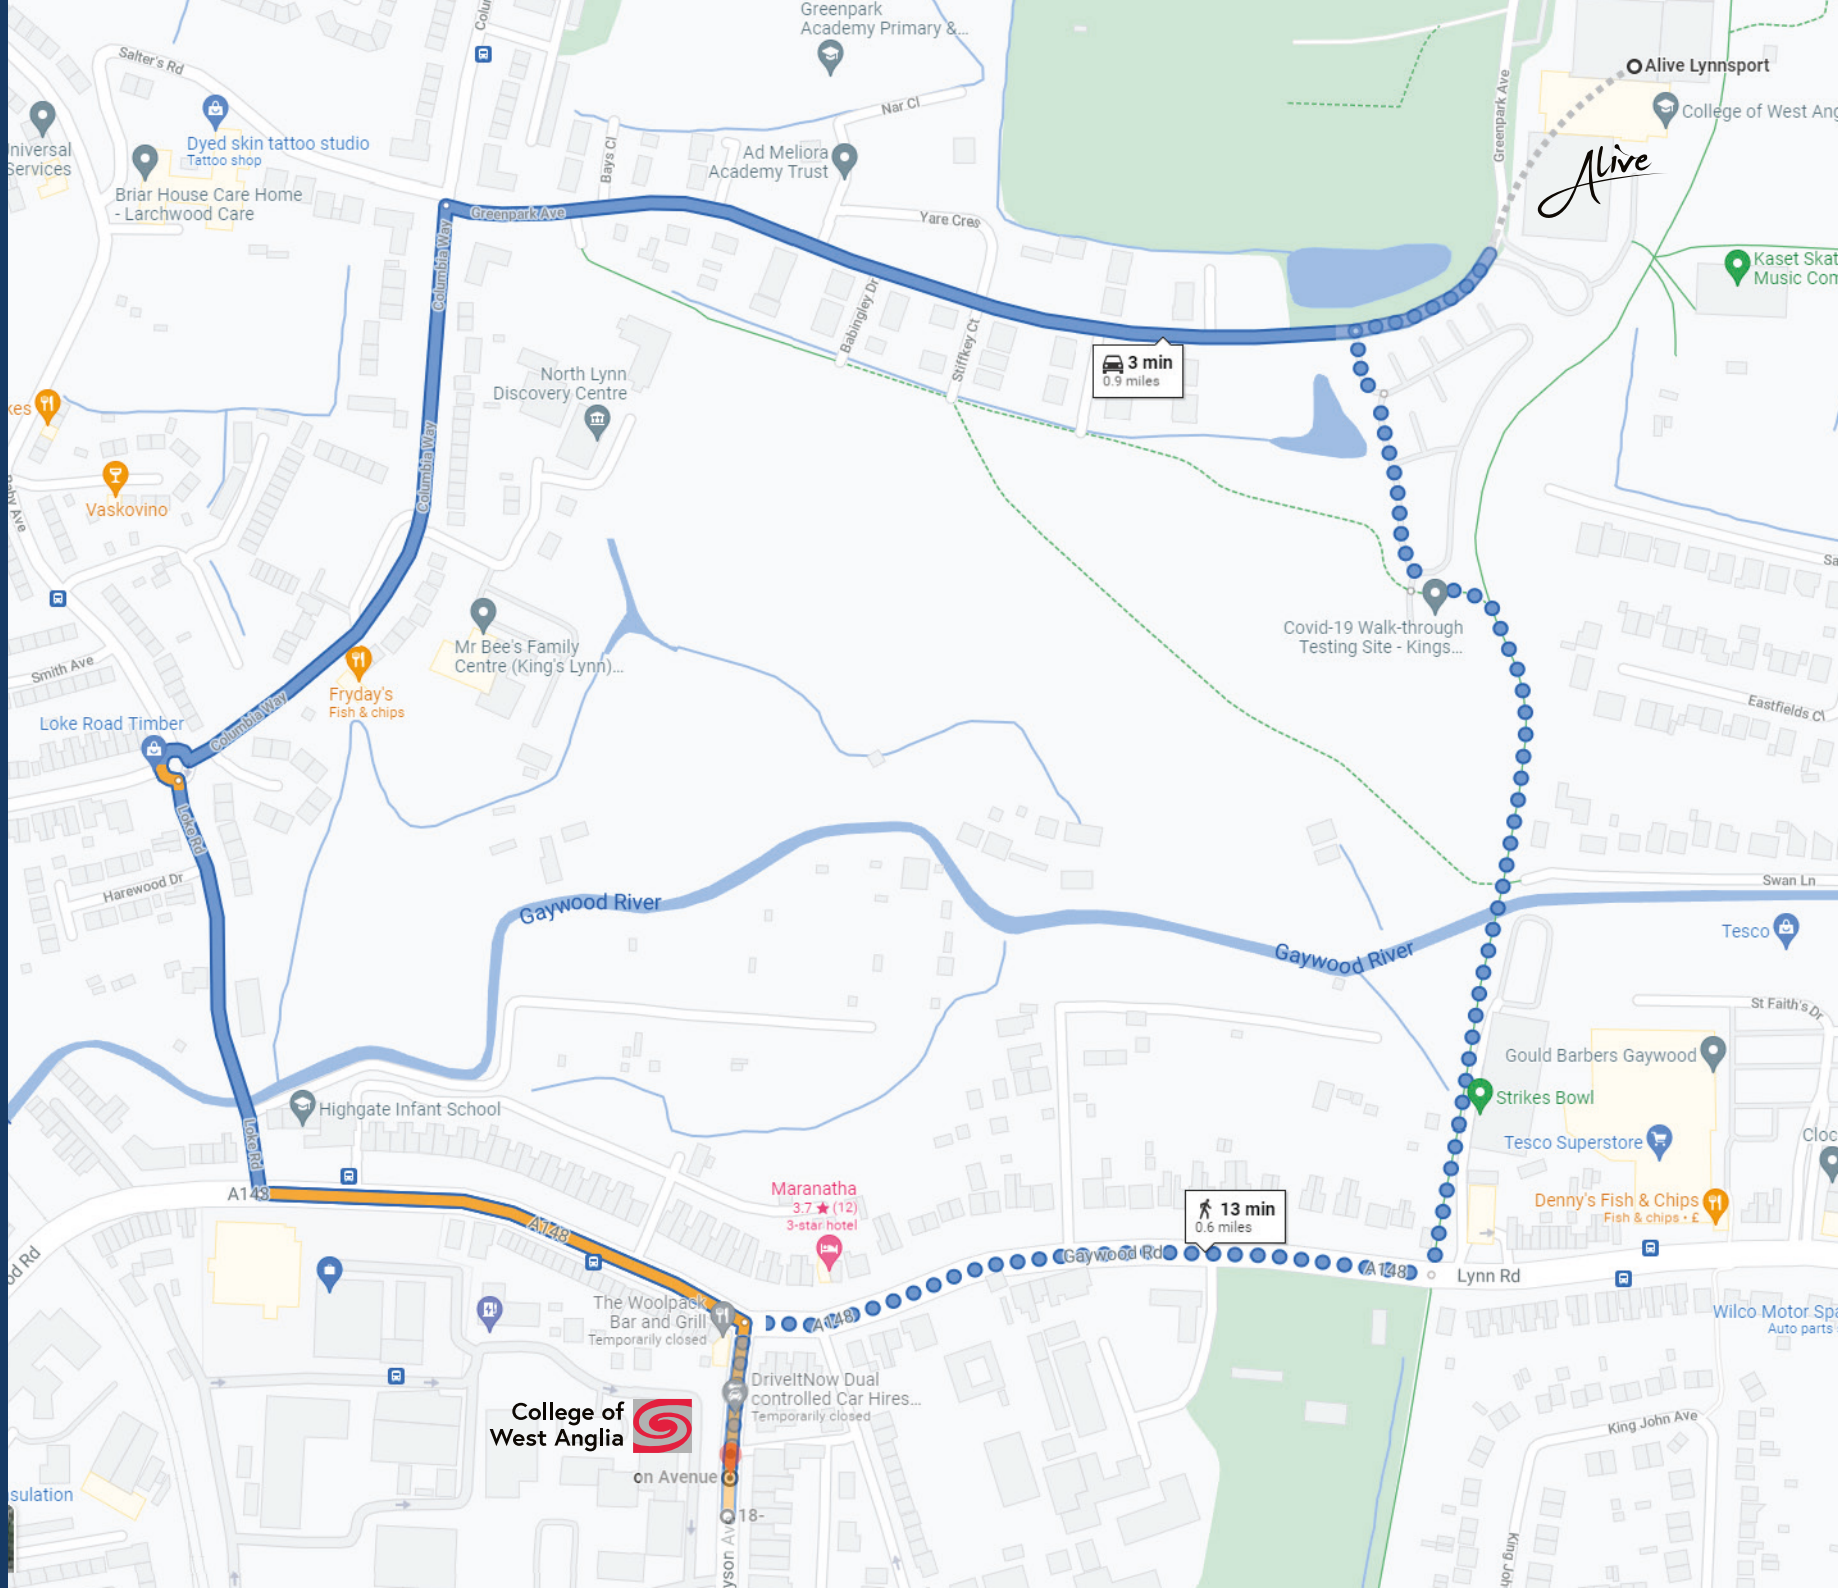 Greenpark
Academy Primary &...
Salter's Rd
Alive Lynnsport
College of West Ang
Greenpark Ave
Nar Cl
Bays Cl
Dyed skin tattoo studio
Tattoo shop
Ad Meliora
Academy Trust
Alive
Briar House Care Home
- Larchwood Care
Services
Greenpark Ave
Yare Cres
Columbia Way
Kaset Skat
Music Com
Babingley Dr
Stiffkey Ct
3 min
0.9 miles
North Lynn
Discovery Centre
Columbia Way
Vaskovino
Covid-19 Walk-through
Testing Site - Kings...
Mr Bee's Family
Centre (King's Lynn)...
Smith Ave
Fryday's
Fish & chips
Eastfields Cl
Columbia Way
Loke Road Timber
Loke Rd
Harewood Dr
Swan Ln
Gaywood River
Tesco
Gaywood River
St Faith's Dr
Gould Barbers Gaywood
Strikes Bowl
Highgate Infant School
Tesco Superstore
Loke Rd
A148
Maranatha
3.7 ★ (12)
3-star hotel
13 min
0.6 miles
Denny's Fish & Chips
Fish & chips • £
A148
Gaywood Rd
A148
Lynn Rd
od Rd
The Woolpack
Bar and Grill
Temporarily closed
A148
Wilco Motor Spa
Auto parts
DriveItNow Dual
controlled Car Hires...
Temporarily closed
College of
West Anglia
King John Ave
on Avenue
sulation
18-
yson Ave
King Joh